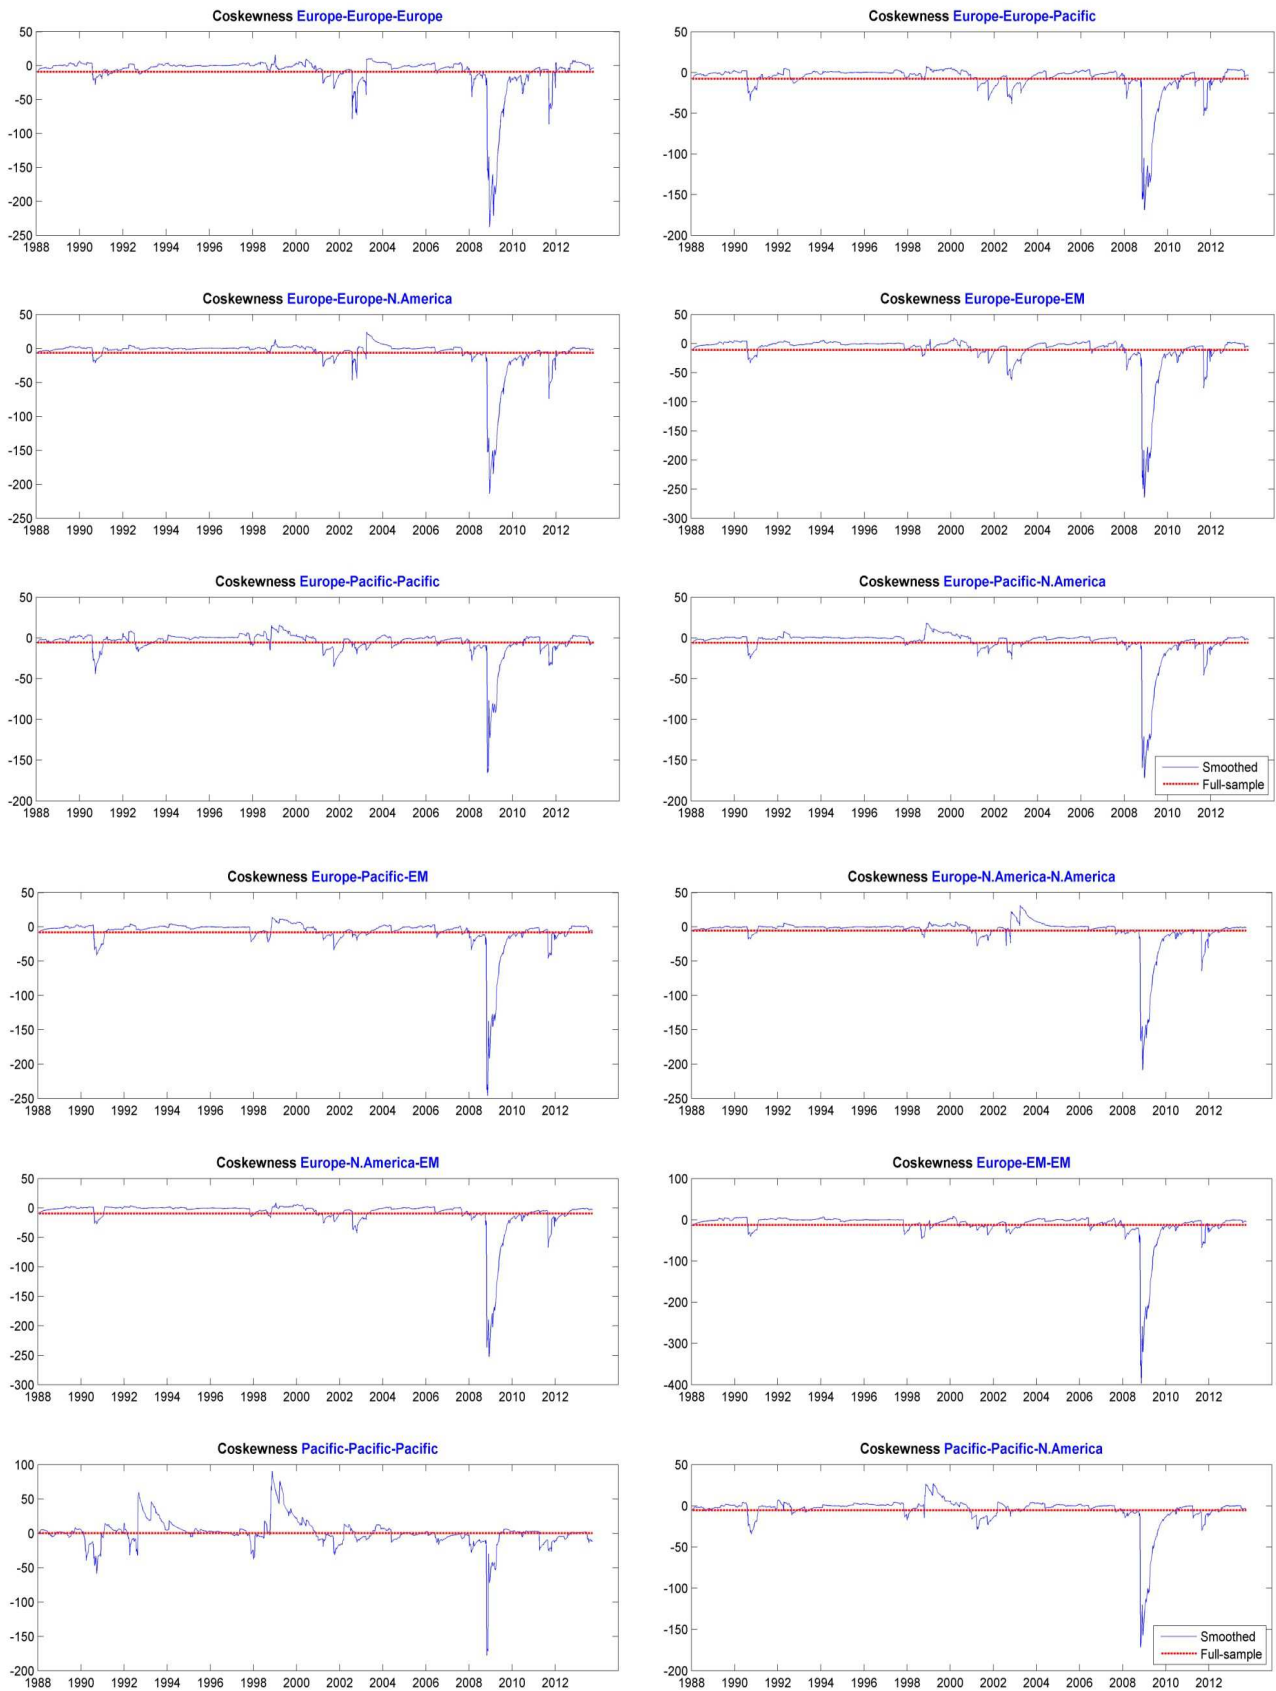 Coskewness Europe-Europe-Europe
50
0
-50
-100
-150
-200
-250
1988 1990 1992 1994 1996 1998 2000 2002 2004 2006 2008 2010 2012
Coskewness Europe-Europe-Pacific
50
0
-50
-100
-150
-200
1988 1990 1992 1994 1996 1998 2000 2002 2004 2006 2008 2010 2012
Coskewness Europe-Europe-N.America
50
0
-50
-100
-150
-200
-250
1988 1990 1992 1994 1996 1998 2000 2002 2004 2006 2008 2010 2012
Coskewness Europe-Europe-EM
50
0
-50
-100
-150
-200
-250
-300
1988 1990 1992 1994 1996 1998 2000 2002 2004 2006 2008 2010 2012
Coskewness Europe-Pacific-Pacific
50
0
-50
-100
-150
-200
1988 1990 1992 1994 1996 1998 2000 2002 2004 2006 2008 2010 2012
Coskewness Europe-Pacific-N.America
50
0
-50
-100
-150
-200
Smoothed
Full-sample
1988 1990 1992 1994 1996 1998 2000 2002 2004 2006 2008 2010 2012
Coskewness Europe-Pacific-EM
50
0
-50
-100
-150
-200
-250
1988 1990 1992 1994 1996 1998 2000 2002 2004 2006 2008 2010 2012
Coskewness Europe-N.America-N.America
50
0
-50
-100
-150
-200
-250
1988 1990 1992 1994 1996 1998 2000 2002 2004 2006 2008 2010 2012
Coskewness Europe-N.America-EM
50
0
-50
-100
-150
-200
-250
-300
1988 1990 1992 1994 1996 1998 2000 2002 2004 2006 2008 2010 2012
Coskewness Europe-EM-EM
100
0
-100
-200
-300
-400
1988 1990 1992 1994 1996 1998 2000 2002 2004 2006 2008 2010 2012
Coskewness Pacific-Pacific-Pacific
100
50
0
-50
-100
-150
-200
1988 1990 1992 1994 1996 1998 2000 2002 2004 2006 2008 2010 2012
Coskewness Pacific-Pacific-N.America
50
0
-50
-100
-150
-200
Smoothed
Full-sample
1988 1990 1992 1994 1996 1998 2000 2002 2004 2006 2008 2010 2012